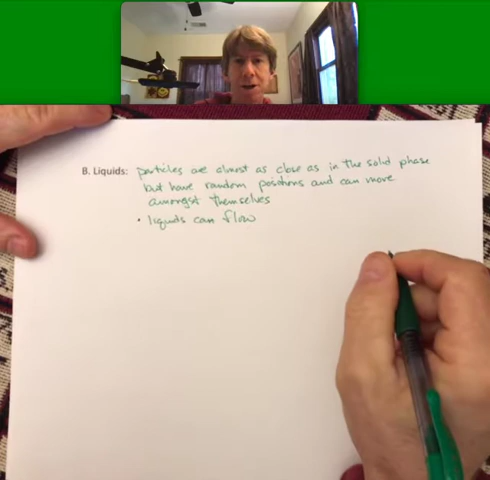 B. Liquids: particles are almost as close as in the solid phase
but have random positions and can move
amongst themselves
• liquids can flow